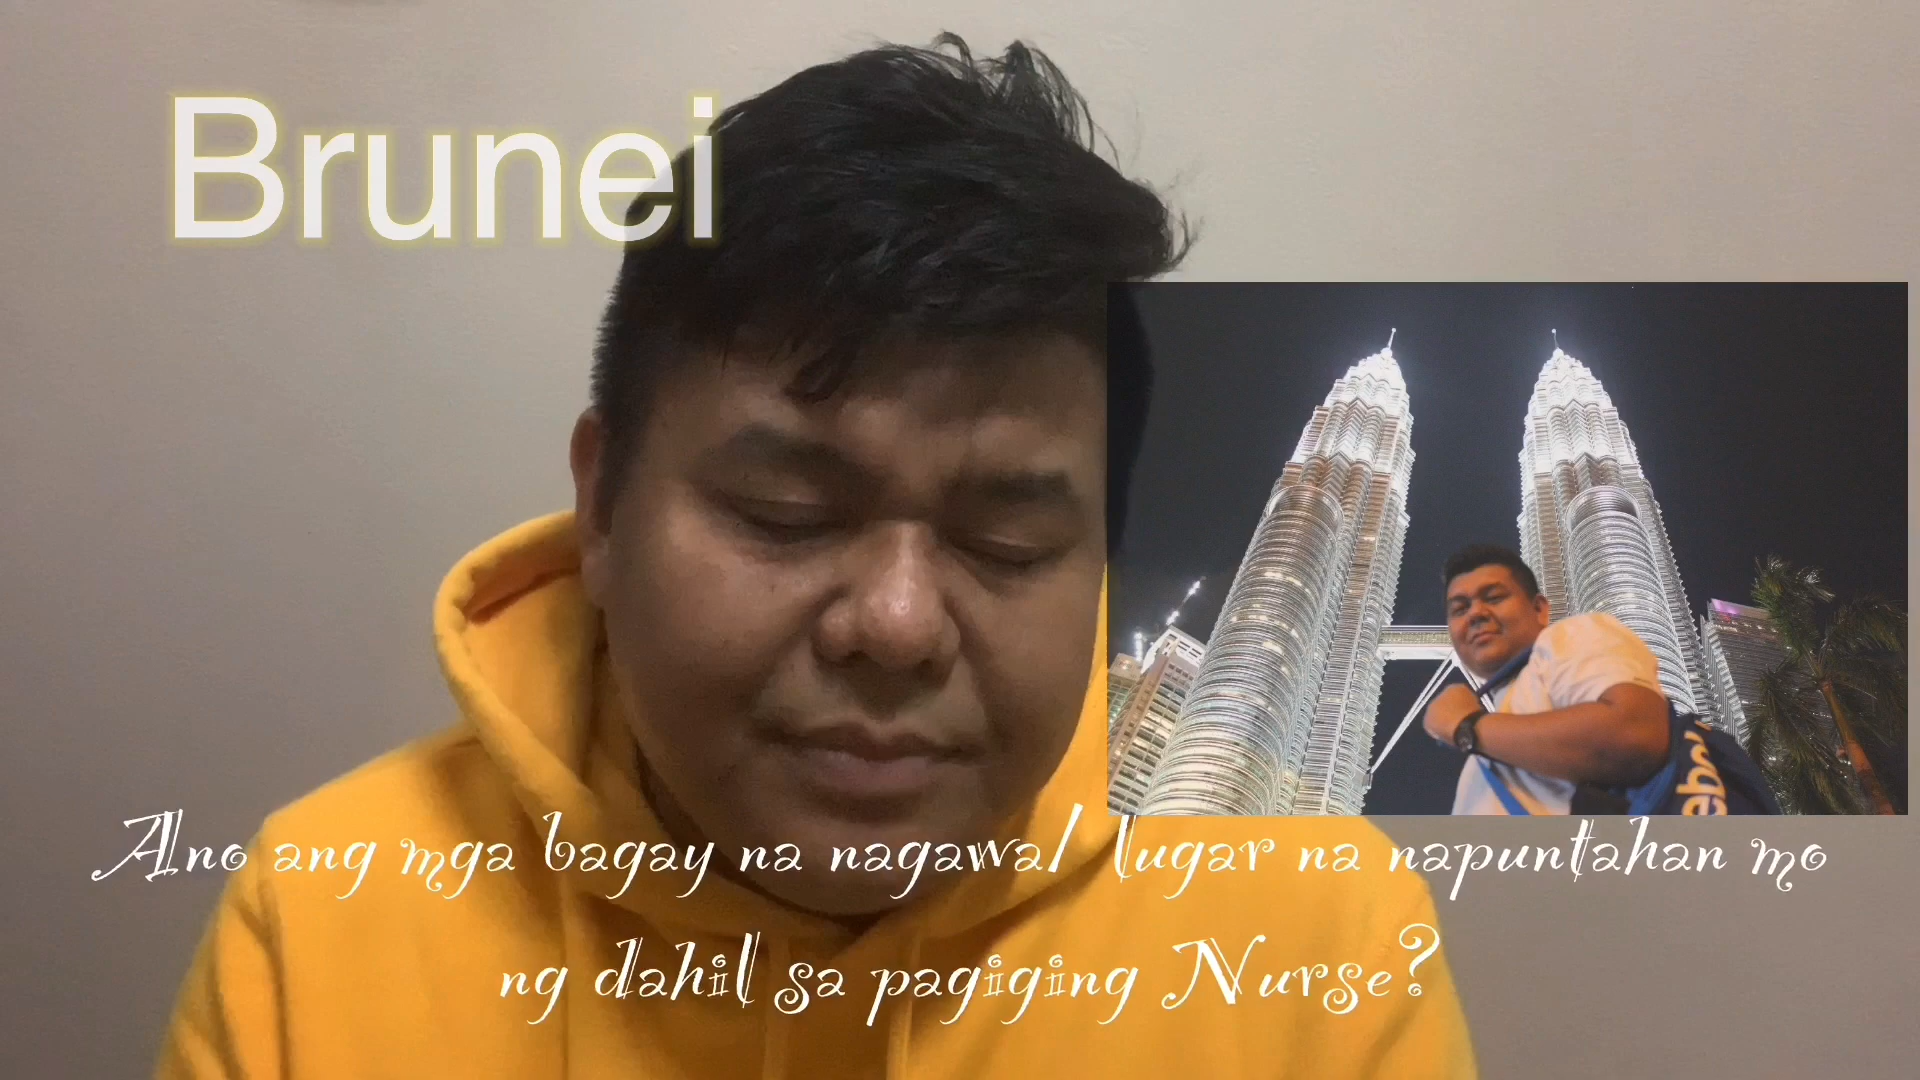 Brunei
Ano ang mga bagay na nagawa/ lugar na napuntahan mo
ng dahil sa pagiging Nurse?